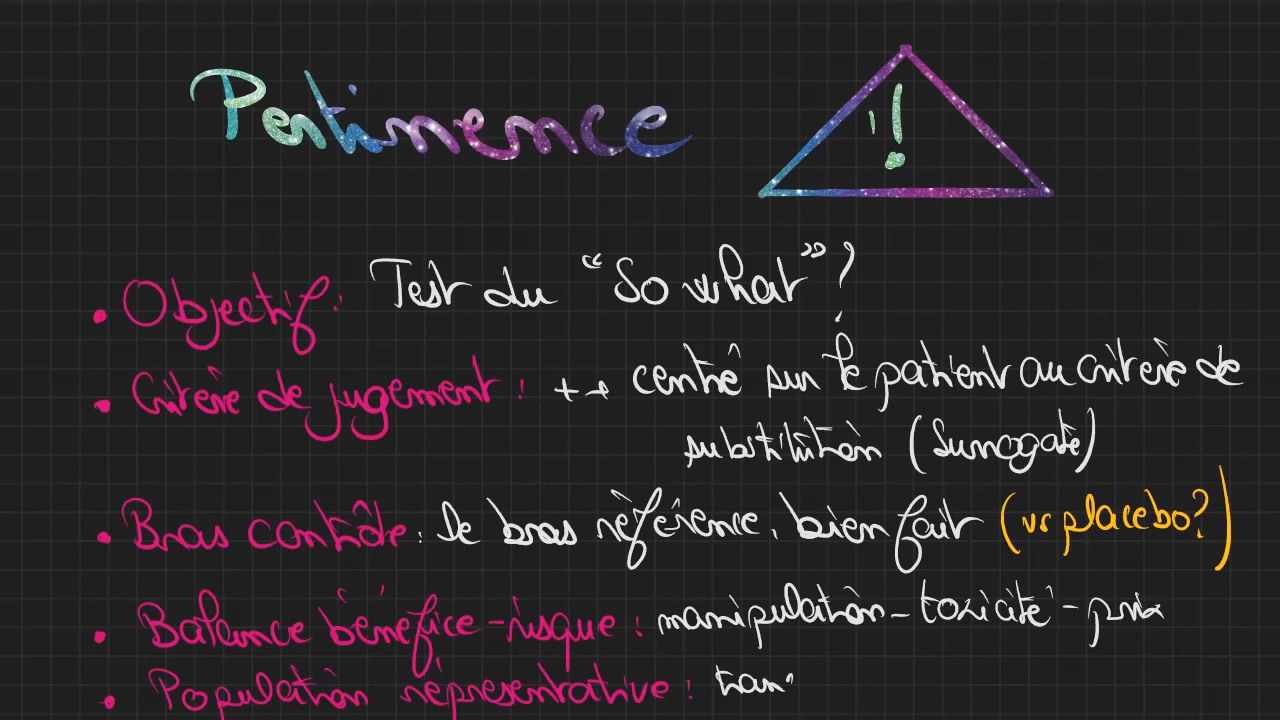 Pertinence !!
• Objectif : Test du “So what” ?
• Critère de jugement : ++ centré sur le patient ou critère de
substitution (Surrogate)
• Bras contrôle : le bras référence, bien fait (vs placebo?)
• Balance bénéfice-risque : manipulation - toxicité - prix
• Population représentative :